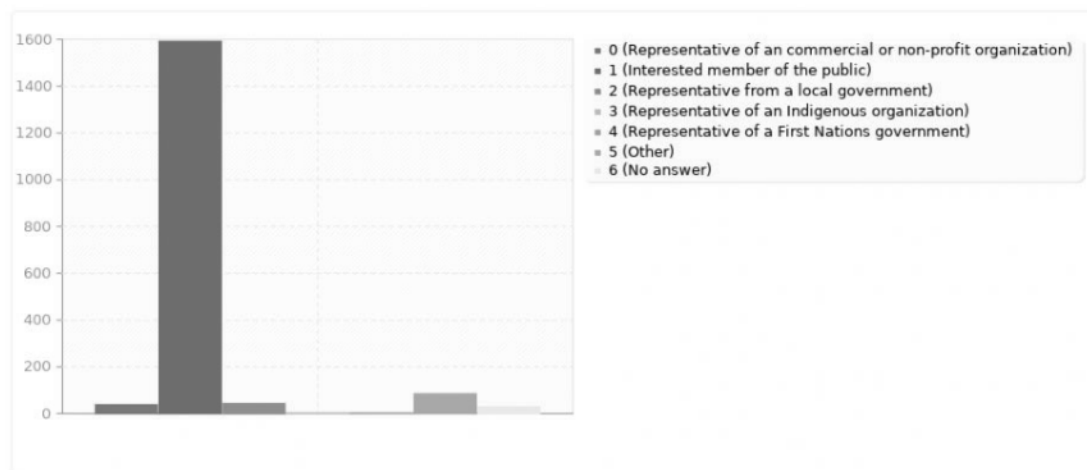 1600
1400
1200
1000
800
600
400
200
0
0 (Representative of an commercial or non-profit organization)
1 (Interested member of the public)
2 (Representative from a local government)
3 (Representative of an Indigenous organization)
4 (Representative of a First Nations government)
5 (Other)
6 (No answer)